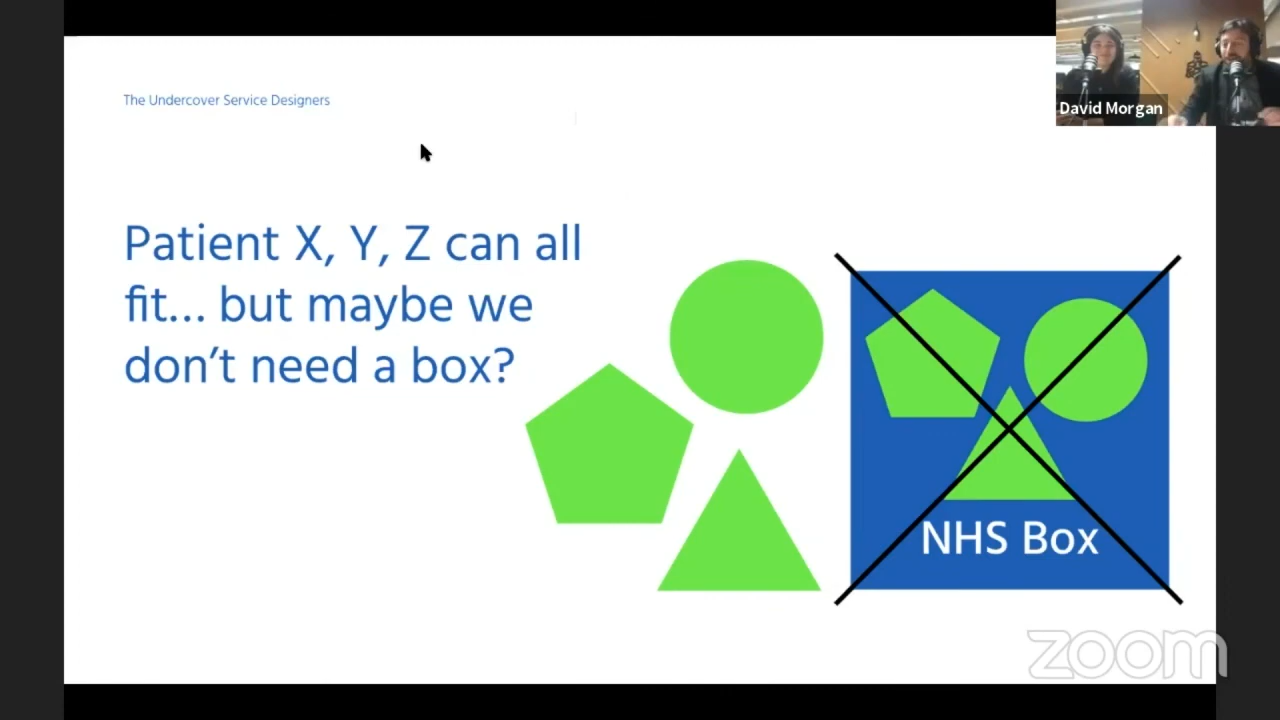 The Undercover Service Designers
David Morgan
Patient X, Y, Z can all
fit... but maybe we
don’t need a box?
NHS Box
zoom